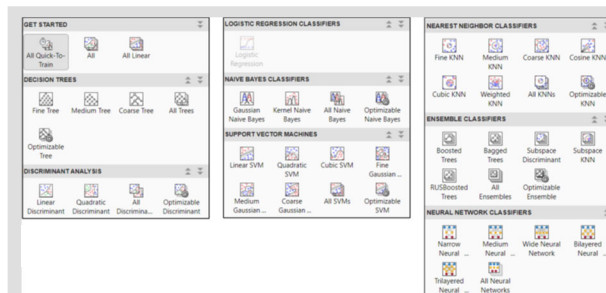 GET STARTED
All Quick-To-
Train
All
All Linear
DECISION TREES
Fine Tree
Medium Tree
Coarse Tree
All Trees
Optimizable
Tree
DISCRIMINANT ANALYSIS
Linear
Discriminant
Quadratic
Discriminant
All
Discrimina...
Optimizable
Discriminant
LOGISTIC REGRESSION CLASSIFIERS
Logistic
Regression
NAIVE BAYES CLASSIFIERS
Gaussian
Naive Bayes
Kernel Naive
Bayes
All Naive
Bayes
Optimizable
Naive Bayes
SUPPORT VECTOR MACHINES
Linear SVM
Quadratic
SVM
Cubic SVM
Fine
Gaussian ...
Medium
Gaussian ...
Coarse
Gaussian ...
All SVMs
Optimizable
SVM
NEAREST NEIGHBOR CLASSIFIERS
Fine KNN
Medium
KNN
Coarse KNN
Cosine KNN
Cubic KNN
Weighted
KNN
All KNNs
Optimizable
KNN
ENSEMBLE CLASSIFIERS
Boosted
Trees
Bagged
Trees
Subspace
Discriminant
Subspace
KNN
RUSBoosted
Trees
All
Ensembles
Optimizable
Ensemble
NEURAL NETWORK CLASSIFIERS
Narrow
Neural ...
Medium
Neural ...
Wide Neural
Network
Bilayered
Neural ...
Trilayered
Neural ...
All Neural
Networks